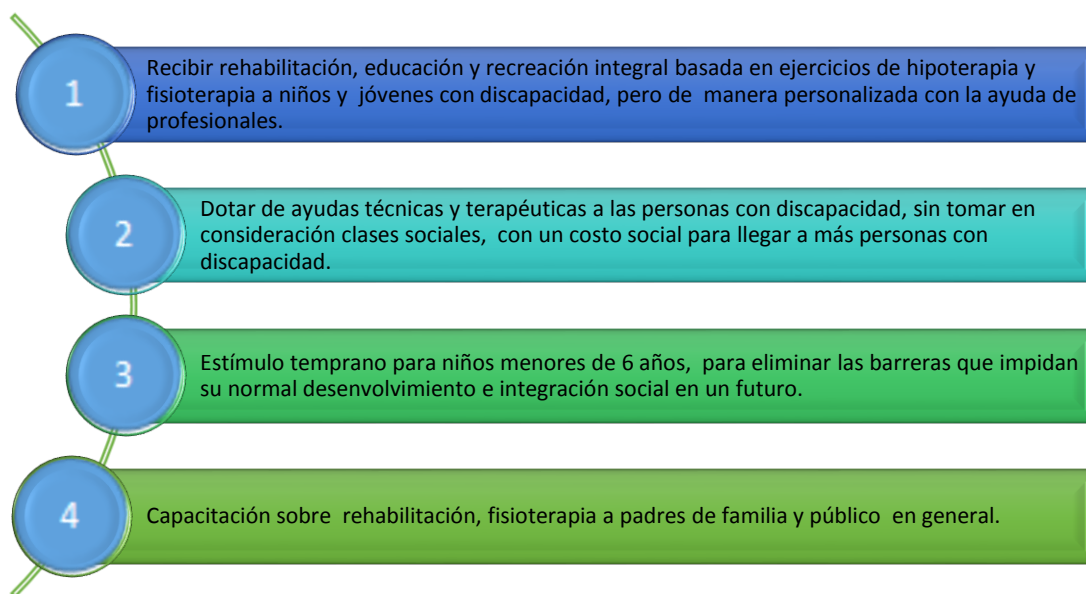 1
Recibir rehabilitación, educación y recreación integral basada en ejercicios de hipoterapia y
fisioterapia a niños y jóvenes con discapacidad, pero de manera personalizada con la ayuda de
profesionales.
2
Dotar de ayudas técnicas y terapéuticas a las personas con discapacidad, sin tomar en
consideración clases sociales, con un costo social para llegar a más personas con
discapacidad.
3
Estímulo temprano para niños menores de 6 años, para eliminar las barreras que impidan
su normal desenvolvimiento e integración social en un futuro.
4
Capacitación sobre rehabilitación, fisioterapia a padres de familia y público en general.